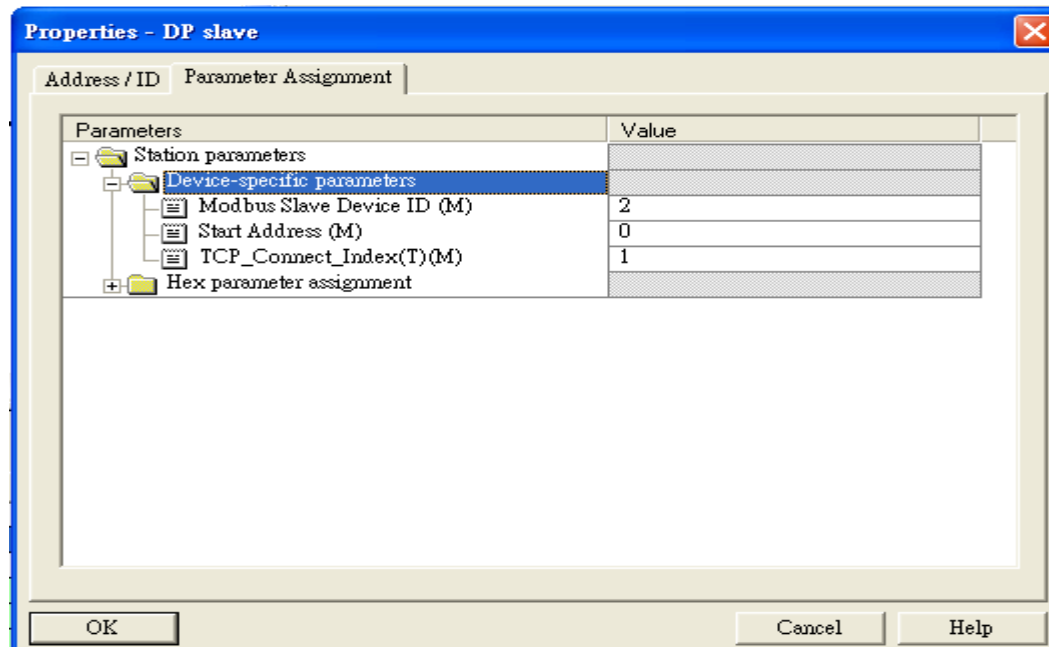 Properties - DP slave
Address / ID Parameter Assignment
Parameters Value
Station parameters
Device-specific parameters
Modbus Slave Device ID (M) 2
Start Address (M) 0
TCP_Connect_Index(T)(M) 1
Hex parameter assignment
OK Cancel Help